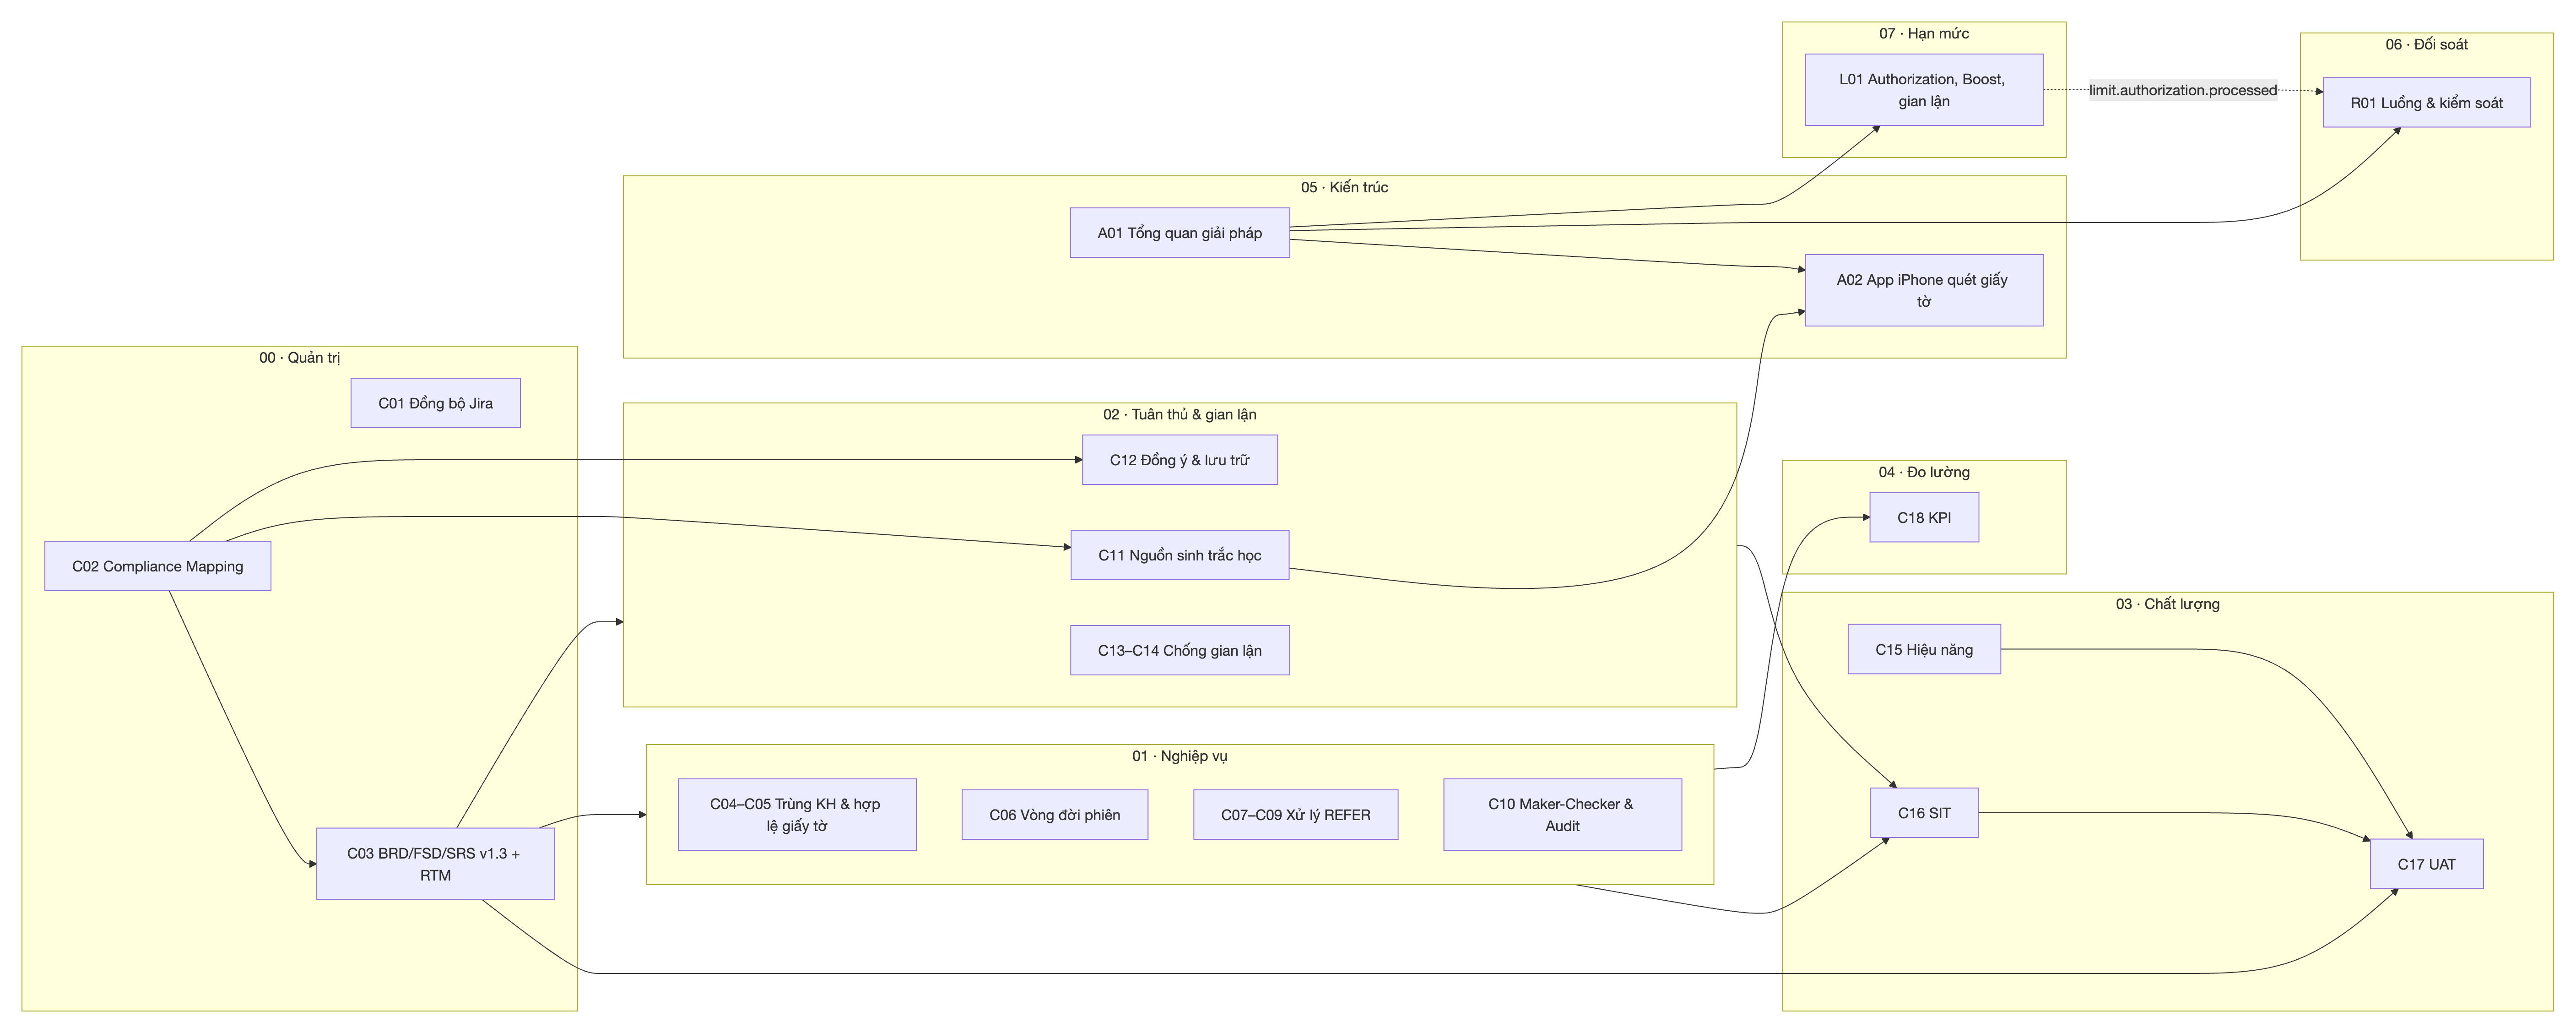 07 · Hạn mức
L01 Authorization, Boost,
gian lận
limit.authorization.processed
06 · Đối soát
R01 Luồng & kiểm soát
05 · Kiến trúc
A01 Tổng quan giải pháp
A02 App iPhone quét giấy
tờ
00 · Quản trị
C01 Đồng bộ Jira
C02 Compliance Mapping
C03 BRD/FSD/SRS v1.3 +
RTM
02 · Tuân thủ & gian lận
C12 Đồng ý & lưu trữ
C11 Nguồn sinh trắc học
C13–C14 Chống gian lận
01 · Nghiệp vụ
C04–C05 Trùng KH & hợp
lệ giấy tờ
C06 Vòng đời phiên
C07–C09 Xử lý REFER
C10 Maker-Checker &
Audit
04 · Đo lường
C18 KPI
03 · Chất lượng
C15 Hiệu năng
C16 SIT
C17 UAT